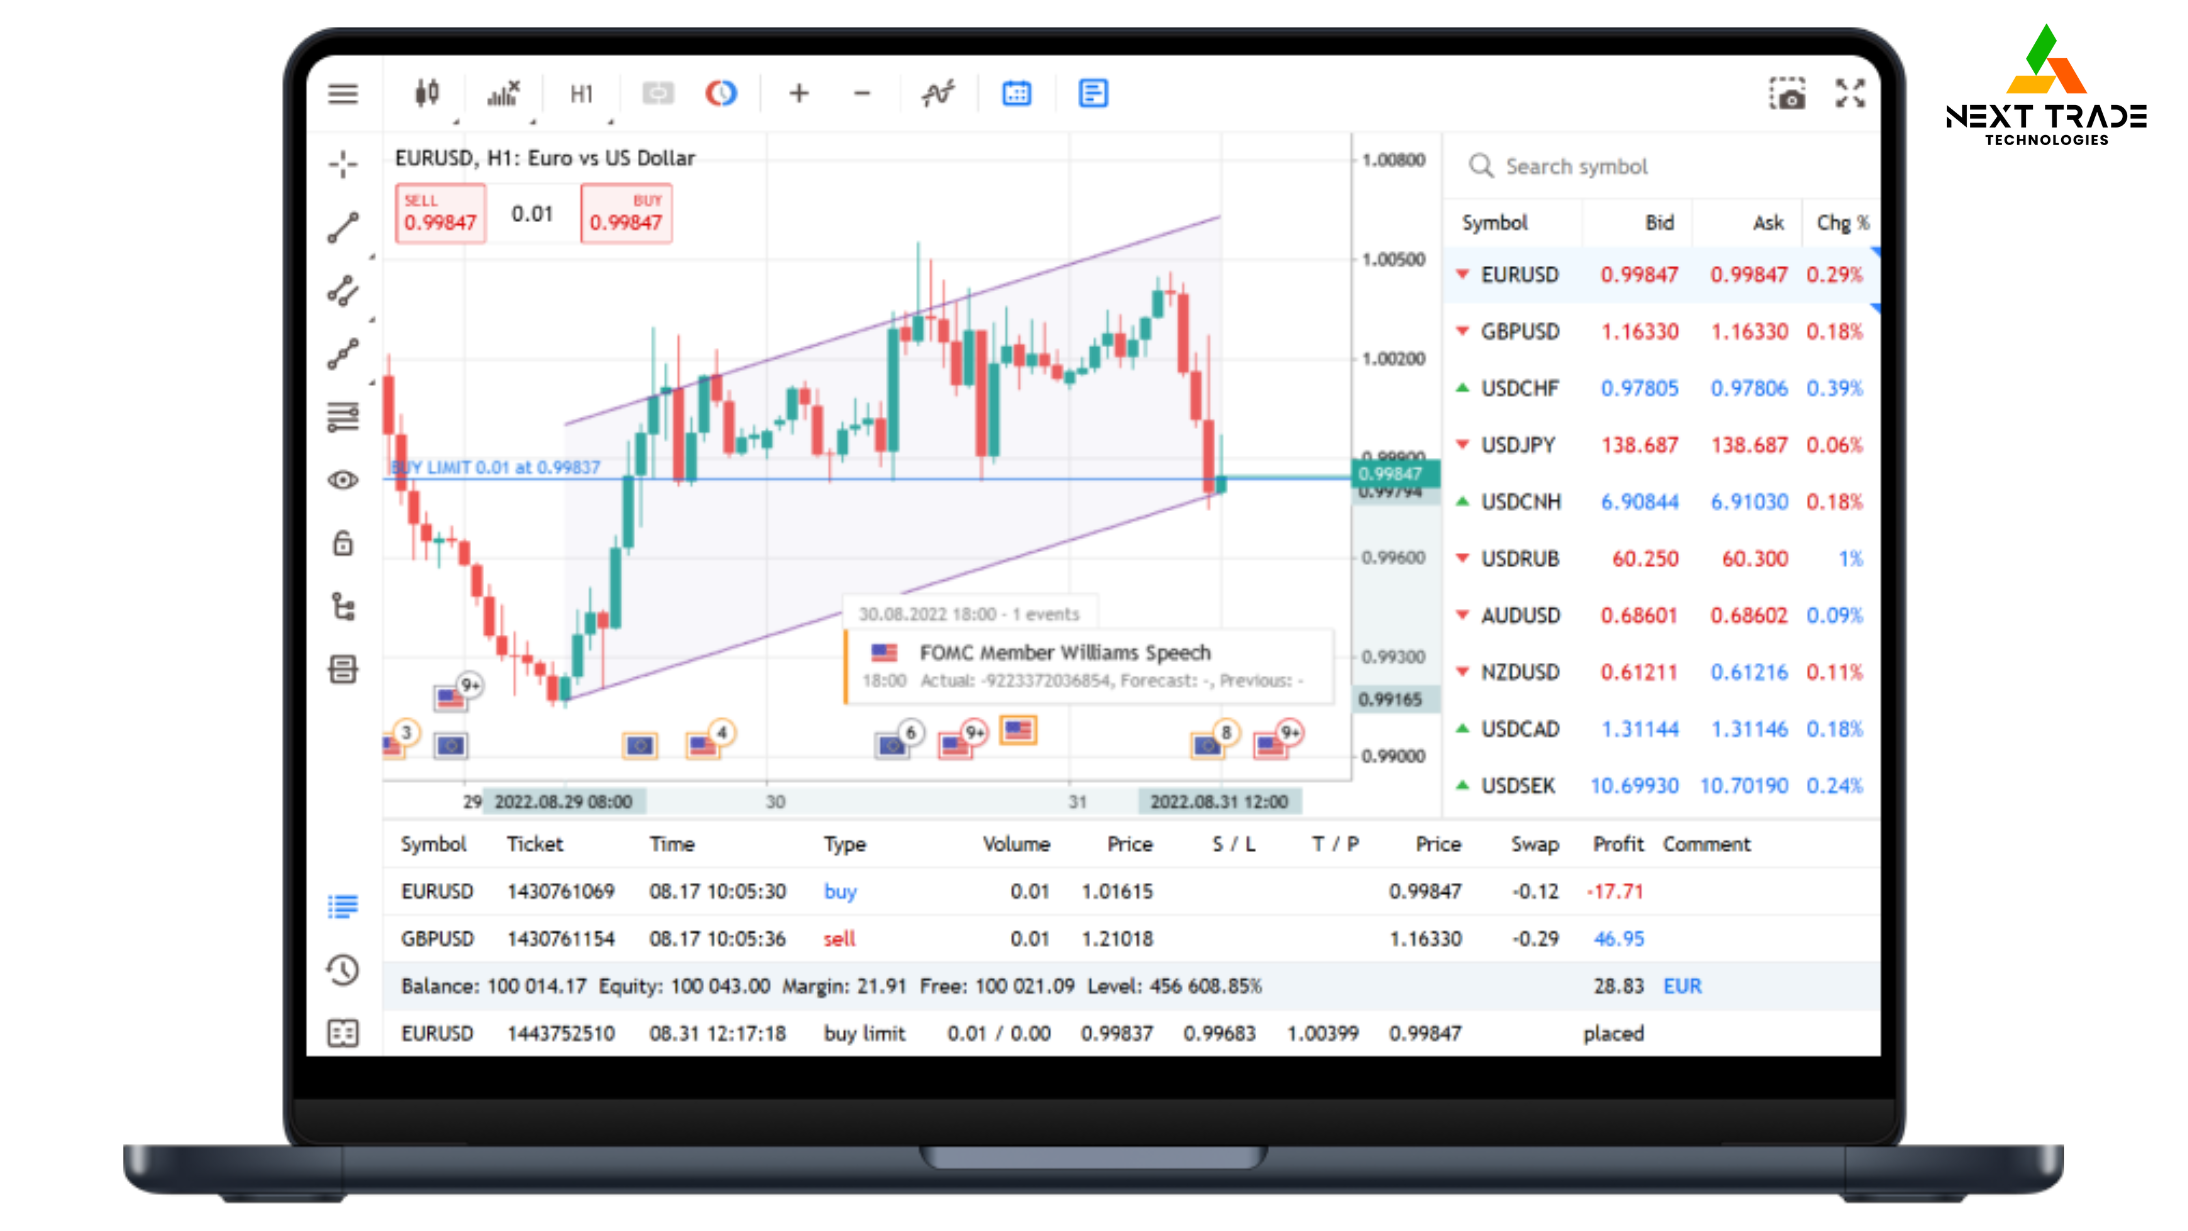 NEXT TRADE
TECHNOLOGIES
H1
EURUSD, H1: Euro vs US Dollar
SELL
0.99847
0.01
BUY
0.99847
BUY LIMIT 0.01 at 0.99837
1.00800
1.00500
1.00200
0.99900
0.99847
0.99794
0.99600
0.99300
0.99165
0.99000
30.08.2022 18:00 - 1 events
FOMC Member Williams Speech
18:00 Actual: -9223372036854, Forecast: -, Previous: -
9+
3
4
6
9+
8
9+
29 2022.08.29 08:00 30 31 2022.08.31 12:00
Search symbol
Symbol Bid Ask Chg %
EURUSD 0.99847 0.99847 0.29%
GBPUSD 1.16330 1.16330 0.18%
USDCHF 0.97805 0.97806 0.39%
USDJPY 138.687 138.687 0.06%
USDCNH 6.90844 6.91030 0.18%
USDRUB 60.250 60.300 1%
AUDUSD 0.68601 0.68602 0.09%
NZDUSD 0.61211 0.61216 0.11%
USDCAD 1.31144 1.31146 0.18%
USDSEK 10.69930 10.70190 0.24%
Symbol Ticket Time Type Volume Price S / L T / P Price Swap Profit Comment
EURUSD 1430761069 08.17 10:05:30 buy 0.01 1.01615 0.99847 -0.12 -17.71
GBPUSD 1430761154 08.17 10:05:36 sell 0.01 1.21018 1.16330 -0.29 46.95
Balance: 100 014.17 Equity: 100 043.00 Margin: 21.91 Free: 100 021.09 Level: 456 608.85% 28.83 EUR
EURUSD 1443752510 08.31 12:17:18 buy limit 0.01 / 0.00 0.99837 0.99683 1.00399 0.99847 placed